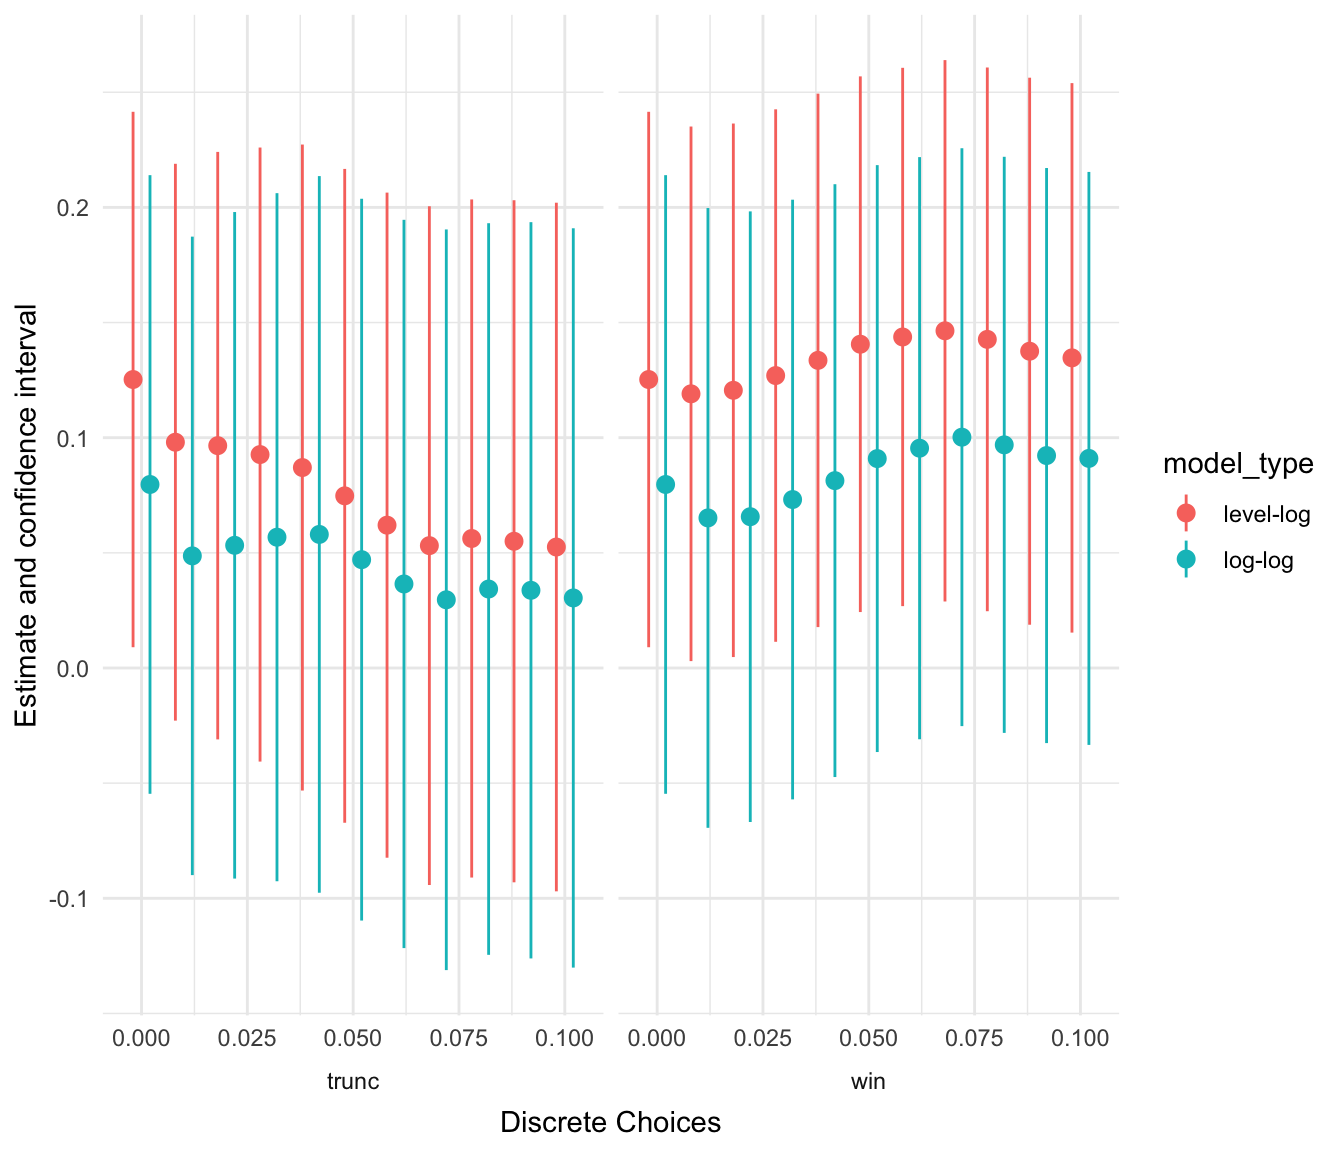 Estimate and confidence interval
0.2
0.1
0.0
-0.1
0.000 0.025 0.050 0.075 0.100
0.000 0.025 0.050 0.075 0.100
trunc
win
Discrete Choices
model_type
level-log
log-log